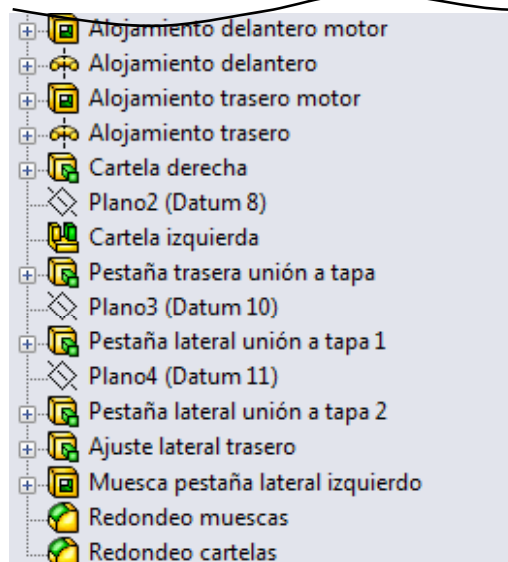 Alojamiento delantero motor
Alojamiento delantero
Alojamiento trasero motor
Alojamiento trasero
Cartela derecha
Plano2 (Datum 8)
Cartela izquierda
Pestaña trasera unión a tapa
Plano3 (Datum 10)
Pestaña lateral unión a tapa 1
Plano4 (Datum 11)
Pestaña lateral unión a tapa 2
Ajuste lateral trasero
Muesca pestaña lateral izquierdo
Redondeo muescas
Redondeo cartelas